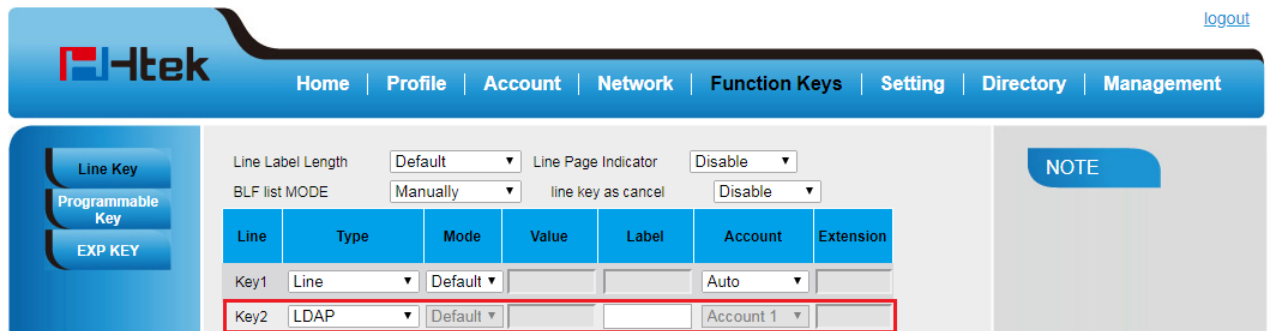 logout
Htek
Home | Profile | Account | Network | Function Keys | Setting | Directory | Management
Line Key
Programmable Key
EXP KEY
Line Label Length Default Line Page Indicator Disable
BLF list MODE Manually line key as cancel Disable
Line Type Mode Value Label Account Extension
Key1 Line Default Auto
Key2 LDAP Default Account 1
NOTE